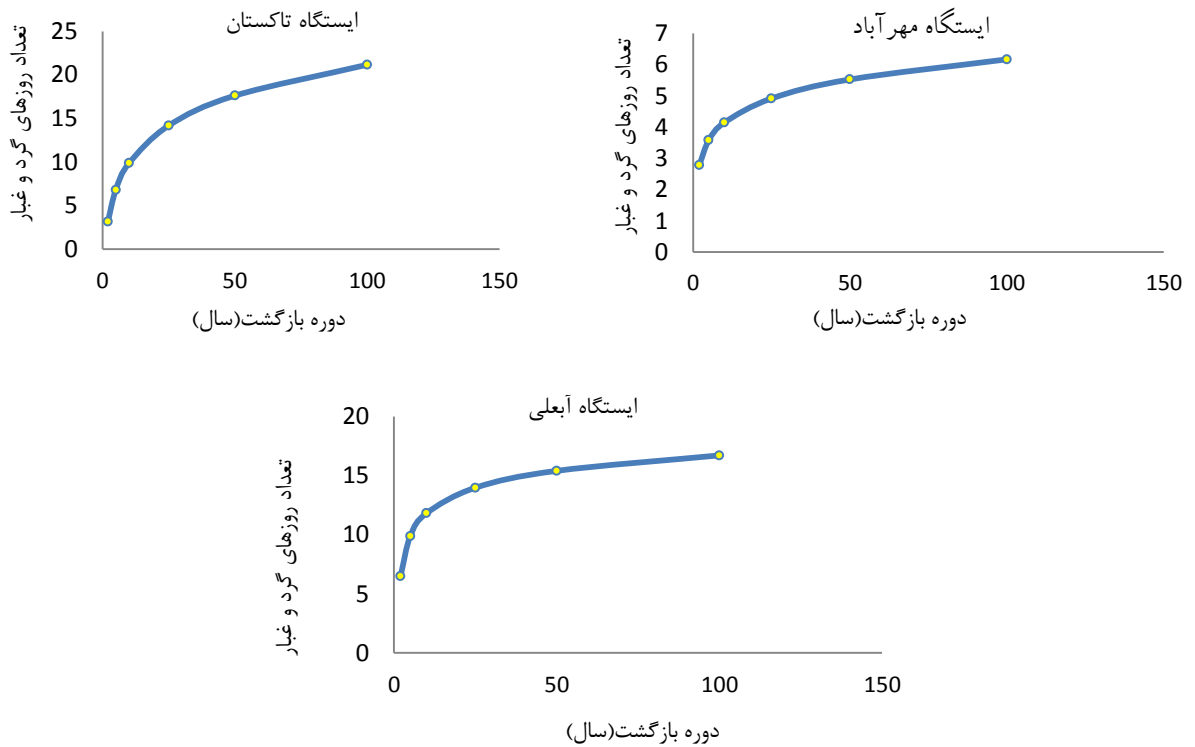 ایستگاه تاکستان
تعداد روزهای گرد و غبار
25
20
15
10
5
0
0 50 100 150
دوره بازگشت(سال)
ایستگاه مهرآباد
تعداد روزهای گرد و غبار
7
6
5
4
3
2
1
0
0 50 100 150
دوره بازگشت(سال)
ایستگاه آبعلی
تعداد روزهای گرد و غبار
20
15
10
5
0
0 50 100 150
دوره بازگشت(سال)